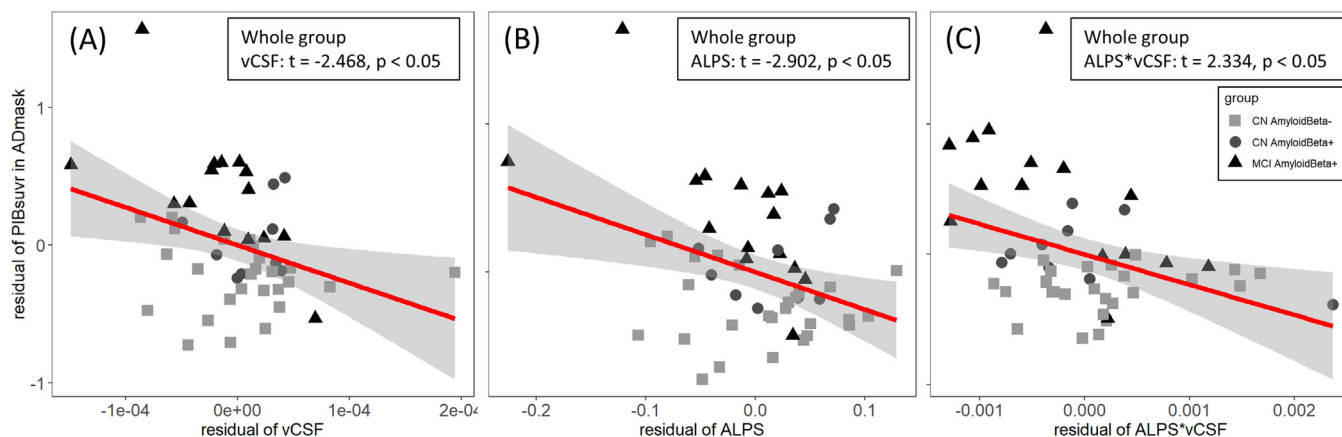 (A)
Whole group
vCSF: t = -2.468, p < 0.05
(B)
Whole group
ALPS: t = -2.902, p < 0.05
(C)
Whole group
ALPS*vCSF: t = 2.334, p < 0.05
group
CN AmyloidBeta-
CN AmyloidBeta+
MCI AmyloidBeta+
residual of PIBsuvr in ADmask
1
0
-1
-1e-04
0e+00
1e-04
2e-04
residual of vCSF
-0.2
-0.1
0.0
0.1
residual of ALPS
-0.001
0.000
0.001
0.002
residual of ALPS*vCSF